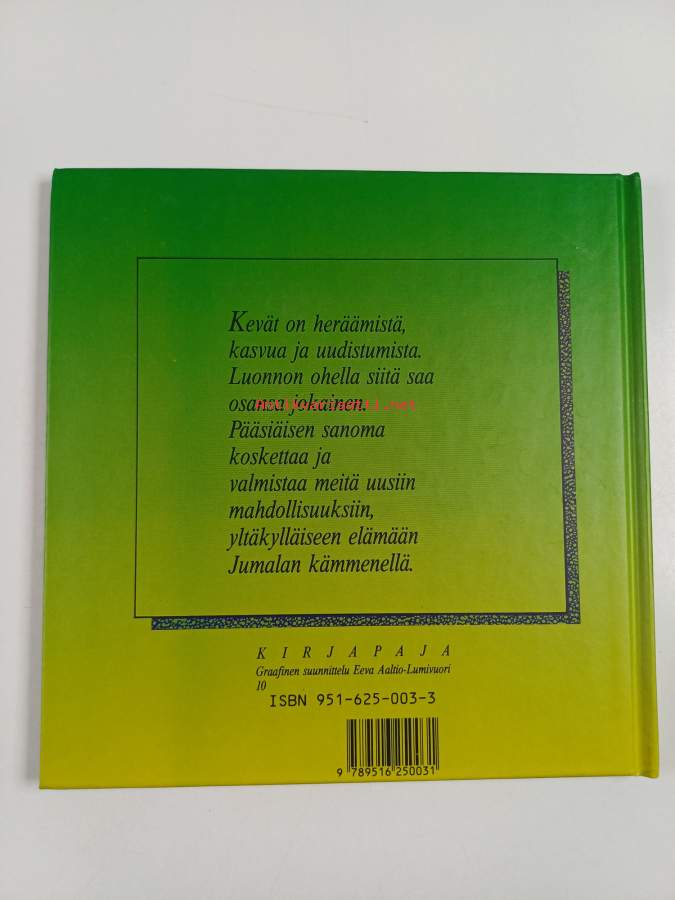 Kevät on heräämistä,
kasvua ja uudistumista.
Luonnon ohella siitä saa
osansa jokainen.
Pääsiäisen sanoma
koskettaa ja
valmistaa meitä uusiin
mahdollisuuksiin,
yltäkylläiseen elämään
Jumalan kämmenellä.
KIRJAPAJA
Graafinen suunnittelu Eeva Aaltio-Lumivuori
10
ISBN 951-625-003-3
9 789516 250031